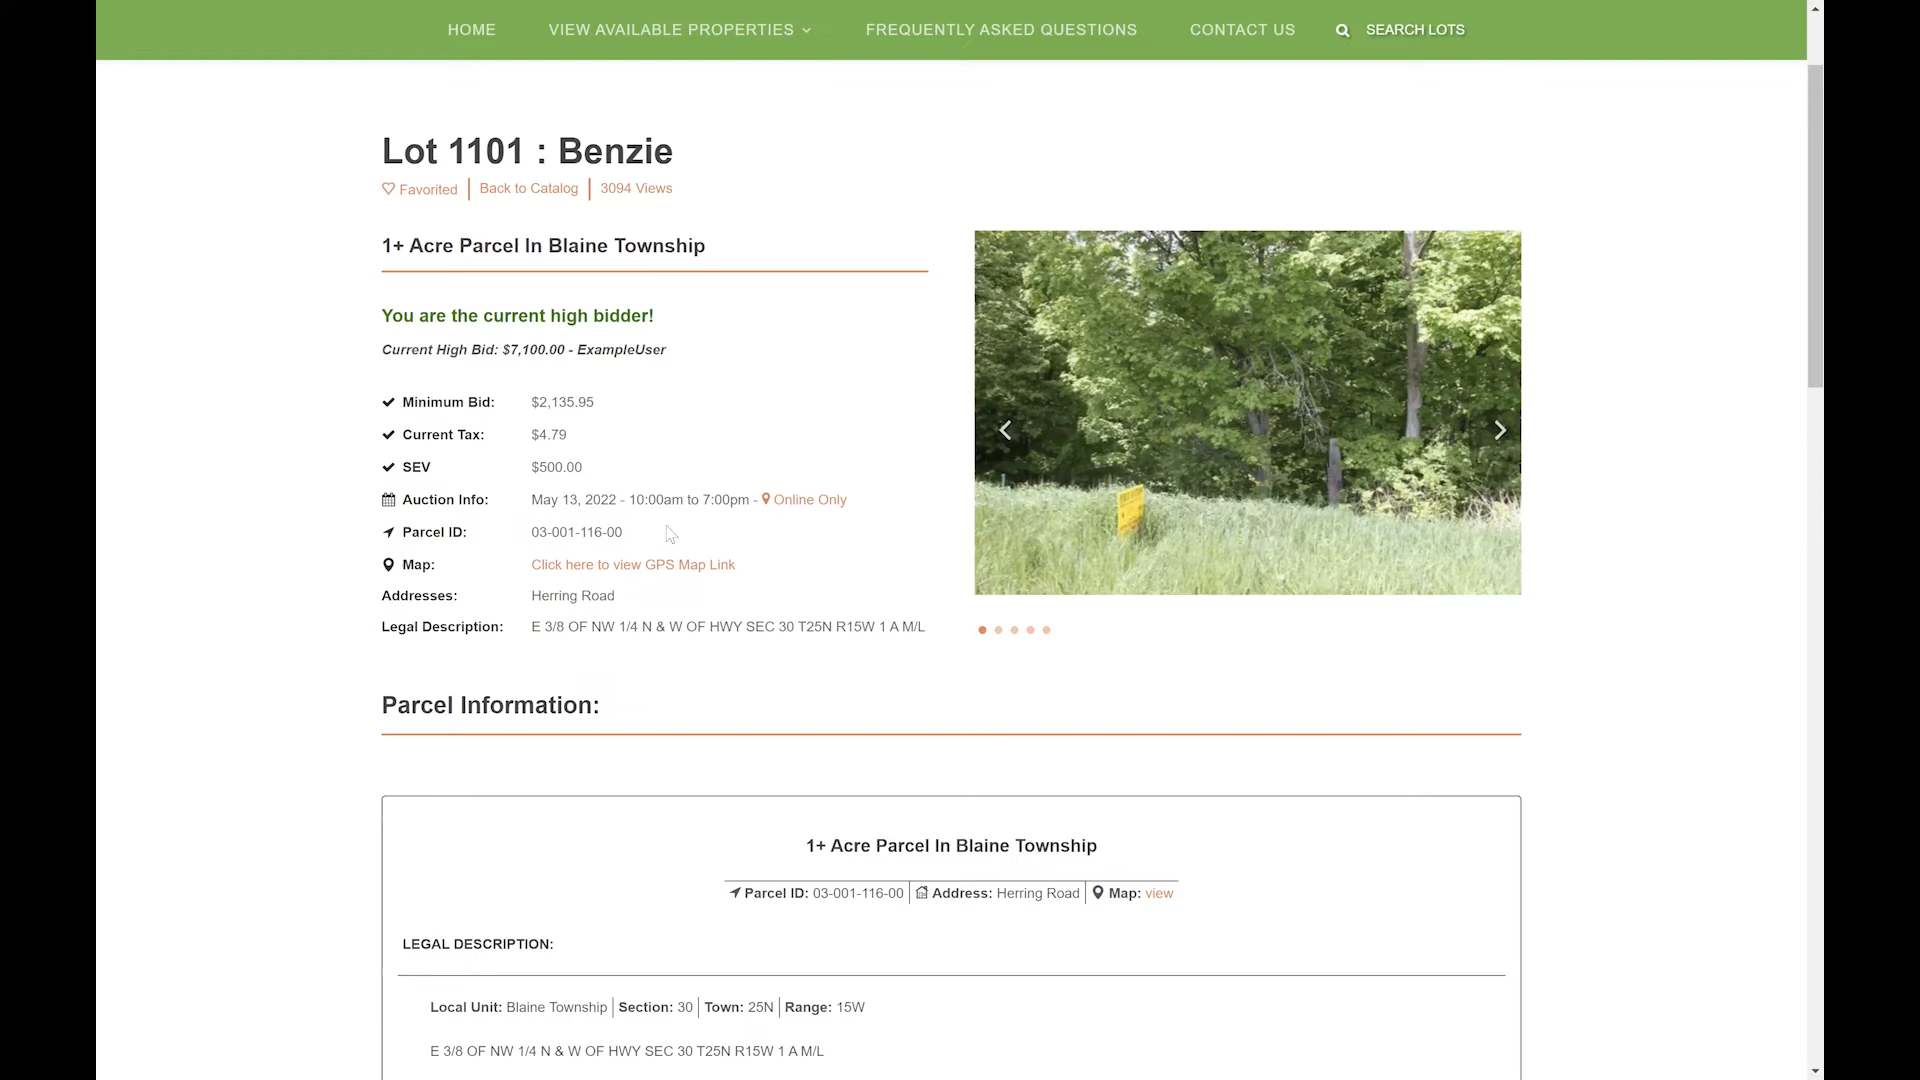 HOME VIEW AVAILABLE PROPERTIES FREQUENTLY ASKED QUESTIONS CONTACT US SEARCH LOTS
Lot 1101 : Benzie
Favorited Back to Catalog 3094 Views
1+ Acre Parcel In Blaine Township
You are the current high bidder!
Current High Bid: $7,100.00 - ExampleUser
Minimum Bid: $2,135.95
Current Tax: $4.79
SEV $500.00
Auction Info: May 13, 2022 - 10:00am to 7:00pm - Online Only
Parcel ID: 03-001-116-00
Map: Click here to view GPS Map Link
Addresses: Herring Road
Legal Description: E 3/8 OF NW 1/4 N & W OF HWY SEC 30 T25N R15W 1 A M/L
Parcel Information:
1+ Acre Parcel In Blaine Township
Parcel ID: 03-001-116-00 Address: Herring Road Map: view
LEGAL DESCRIPTION:
Local Unit: Blaine Township Section: 30 Town: 25N Range: 15W
E 3/8 OF NW 1/4 N & W OF HWY SEC 30 T25N R15W 1 A M/L